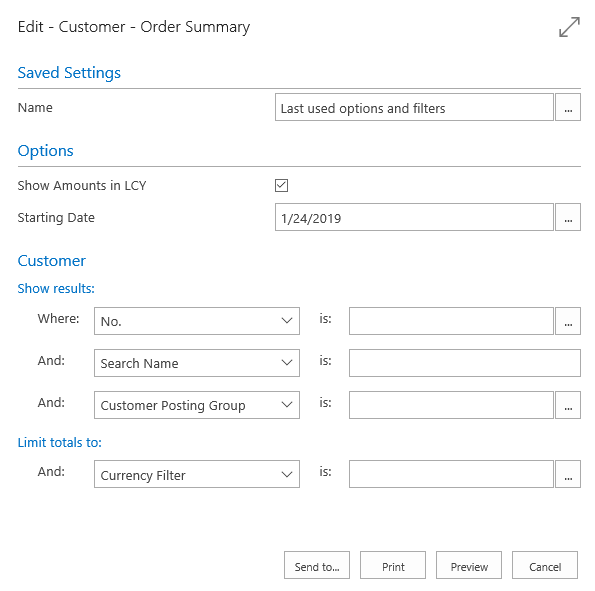 Edit - Customer - Order Summary
Saved Settings
Name Last used options and filters ...
Options
Show Amounts in LCY
Starting Date 1/24/2019 ...
Customer
Show results:
Where: No. is: ...
And: Search Name is:
And: Customer Posting Group is: ...
Limit totals to:
And: Currency Filter is: ...
Send to... Print Preview Cancel